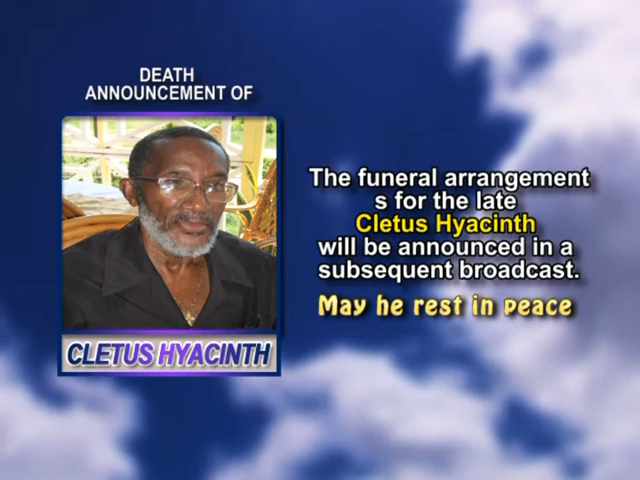 DEATH
ANNOUNCEMENT OF
CLETUS HYACINTH
The funeral arrangement
s for the late
Cletus Hyacinth
will be announced in a
subsequent broadcast.
May he rest in peace